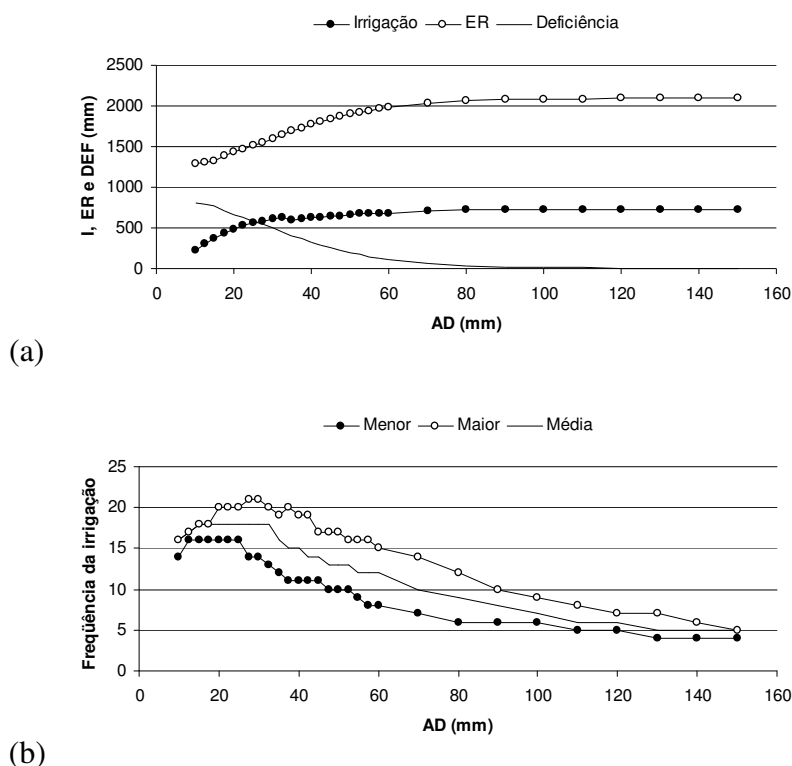 Irrigação ER Deficiência
2500
2000
1500
1000
500
0
I, ER e DEF (mm)
0 20 40 60 80 100 120 140 160
AD (mm)
(a)
Menor Maior Média
25
20
15
10
5
0
Freqüência da irrigação
0 20 40 60 80 100 120 140 160
AD (mm)
(b)